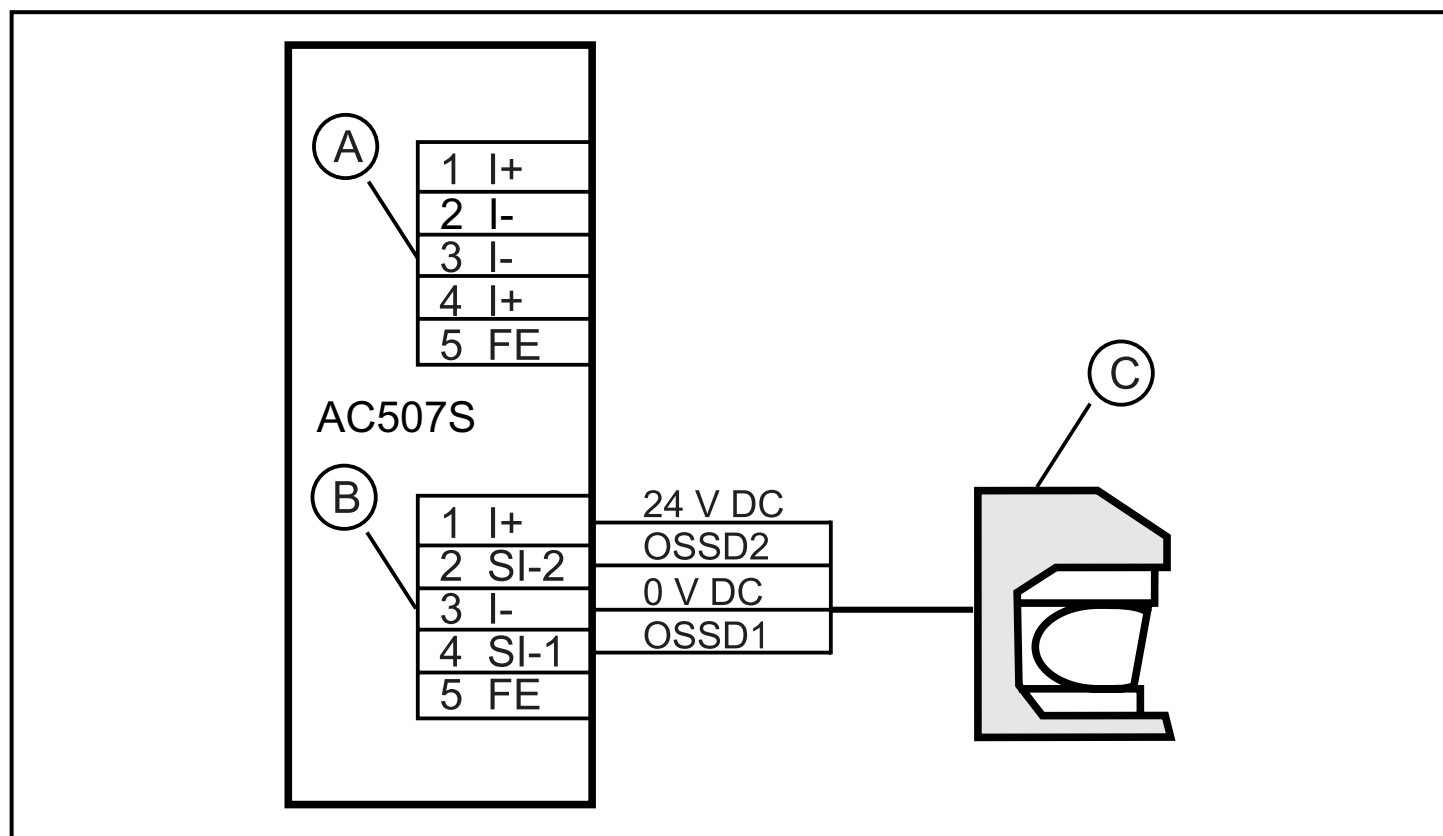 A
1 I+
2 I-
3 I-
4 I+
5 FE
AC507S
C
B
1 I+
2 SI-2
3 I-
4 SI-1
5 FE
24 V DC
OSSD2
0 V DC
OSSD1